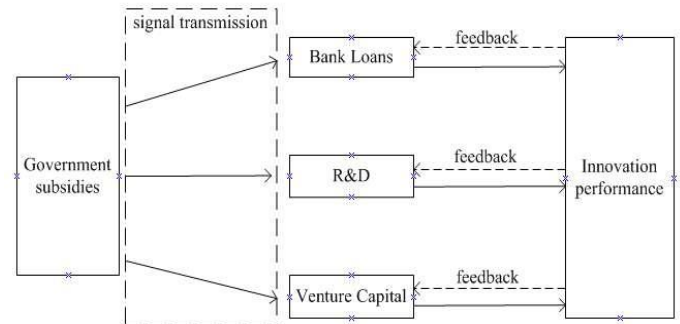 signal transmission
Bank Loans
feedback
Government
subsidies
R&D
feedback
Innovation
performance
Venture Capital
feedback